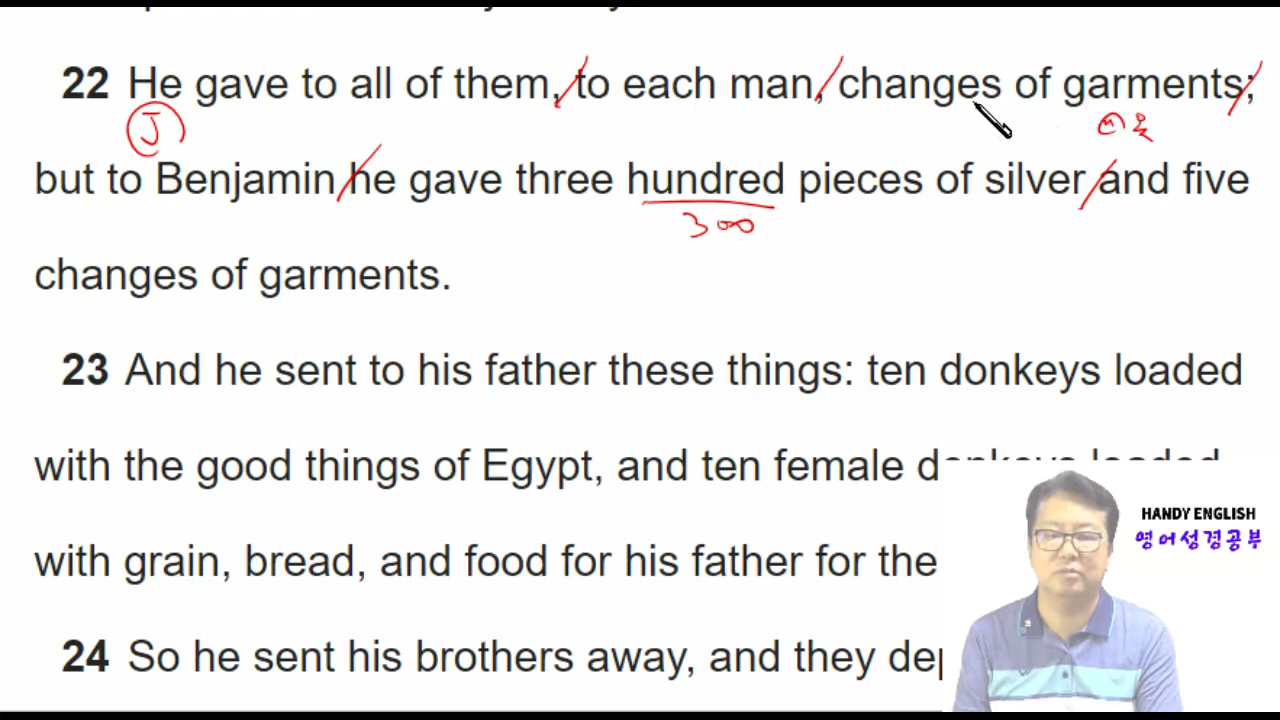 22 He gave to all of them, to each man, changes of garments;
J
but to Benjamin he gave three hundred pieces of silver and five
300
changes of garments.
23 And he sent to his father these things: ten donkeys loaded
with the good things of Egypt, and ten female
with grain, bread, and food for his father for the
24 So he sent his brothers away, and they dep
HANDY ENGLISH
영어성경공부